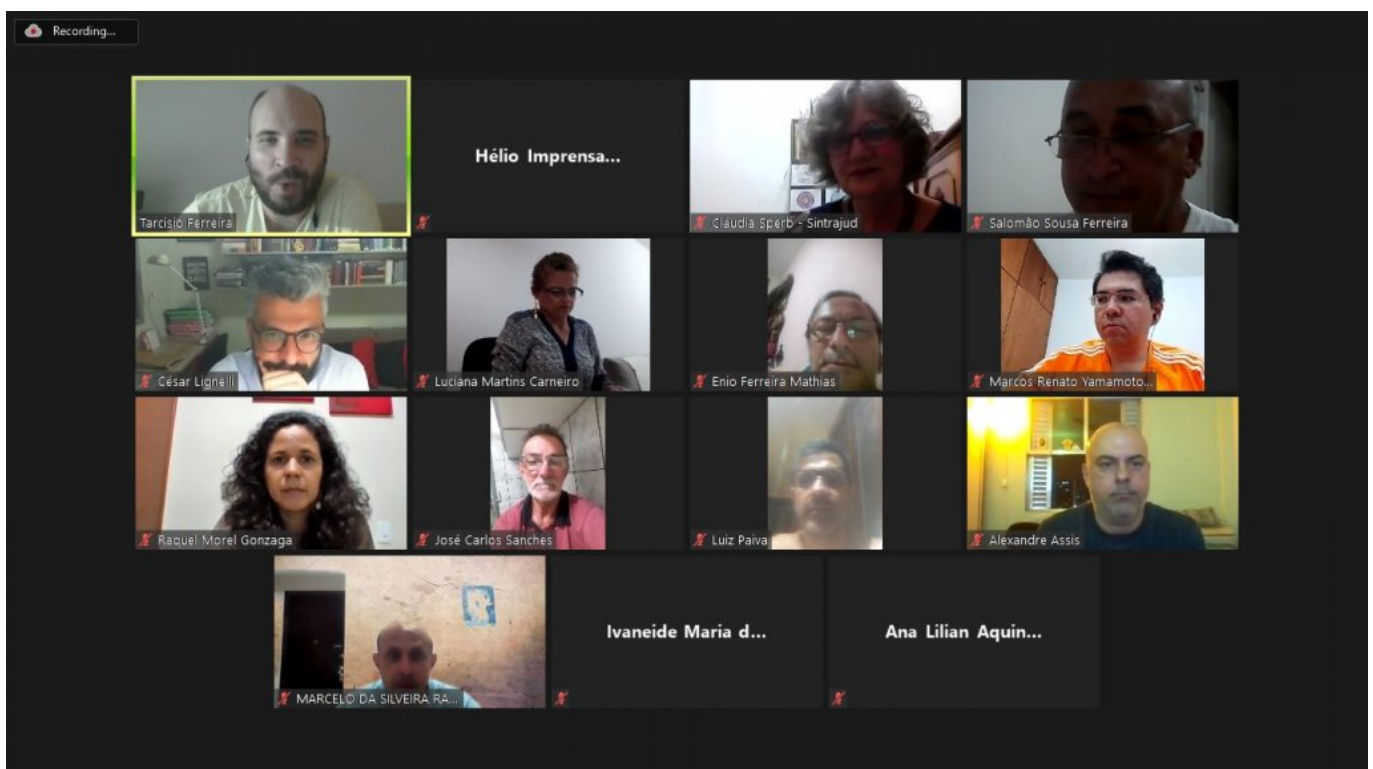 Recording...
Tarcisio Ferreira
Hélio Imprensa...
Claudia Sperb - Sintrajud
Salomão Sousa Ferreira
César Lignelli
Luciana Martins Carneiro
Enio Ferreira Mathias
Marcos Renato Yamamoto...
Raquel Morel Gonzaga
José Carlos Sanches
Luiz Paiva
Alexandre Assis
MARCELO DA SILVEIRA RA...
Ivaneide Maria d...
Ana Lilian Aquin...